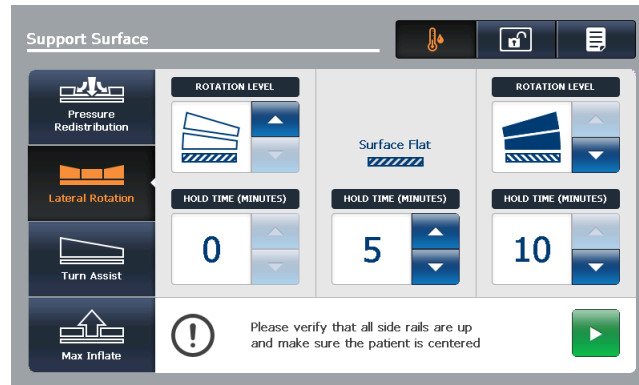 Support Surface
Pressure
Redistribution
Lateral Rotation
Turn Assist
Max Inflate
ROTATION LEVEL
Surface Flat
ROTATION LEVEL
HOLD TIME (MINUTES)
HOLD TIME (MINUTES)
HOLD TIME (MINUTES)
0
5
10
Please verify that all side rails are up
and make sure the patient is centered